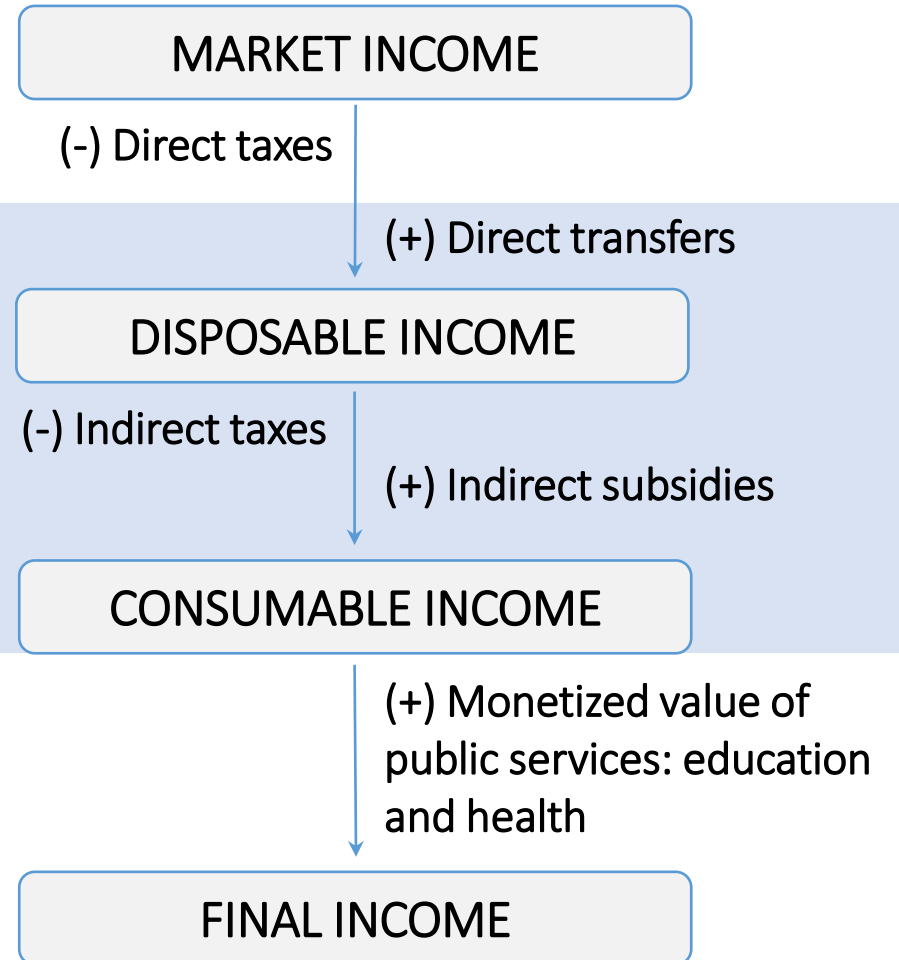 MARKET INCOME
(-) Direct taxes
(+) Direct transfers
DISPOSABLE INCOME
(-) Indirect taxes
(+) Indirect subsidies
CONSUMABLE INCOME
(+) Monetized value of
public services: education
and health
FINAL INCOME